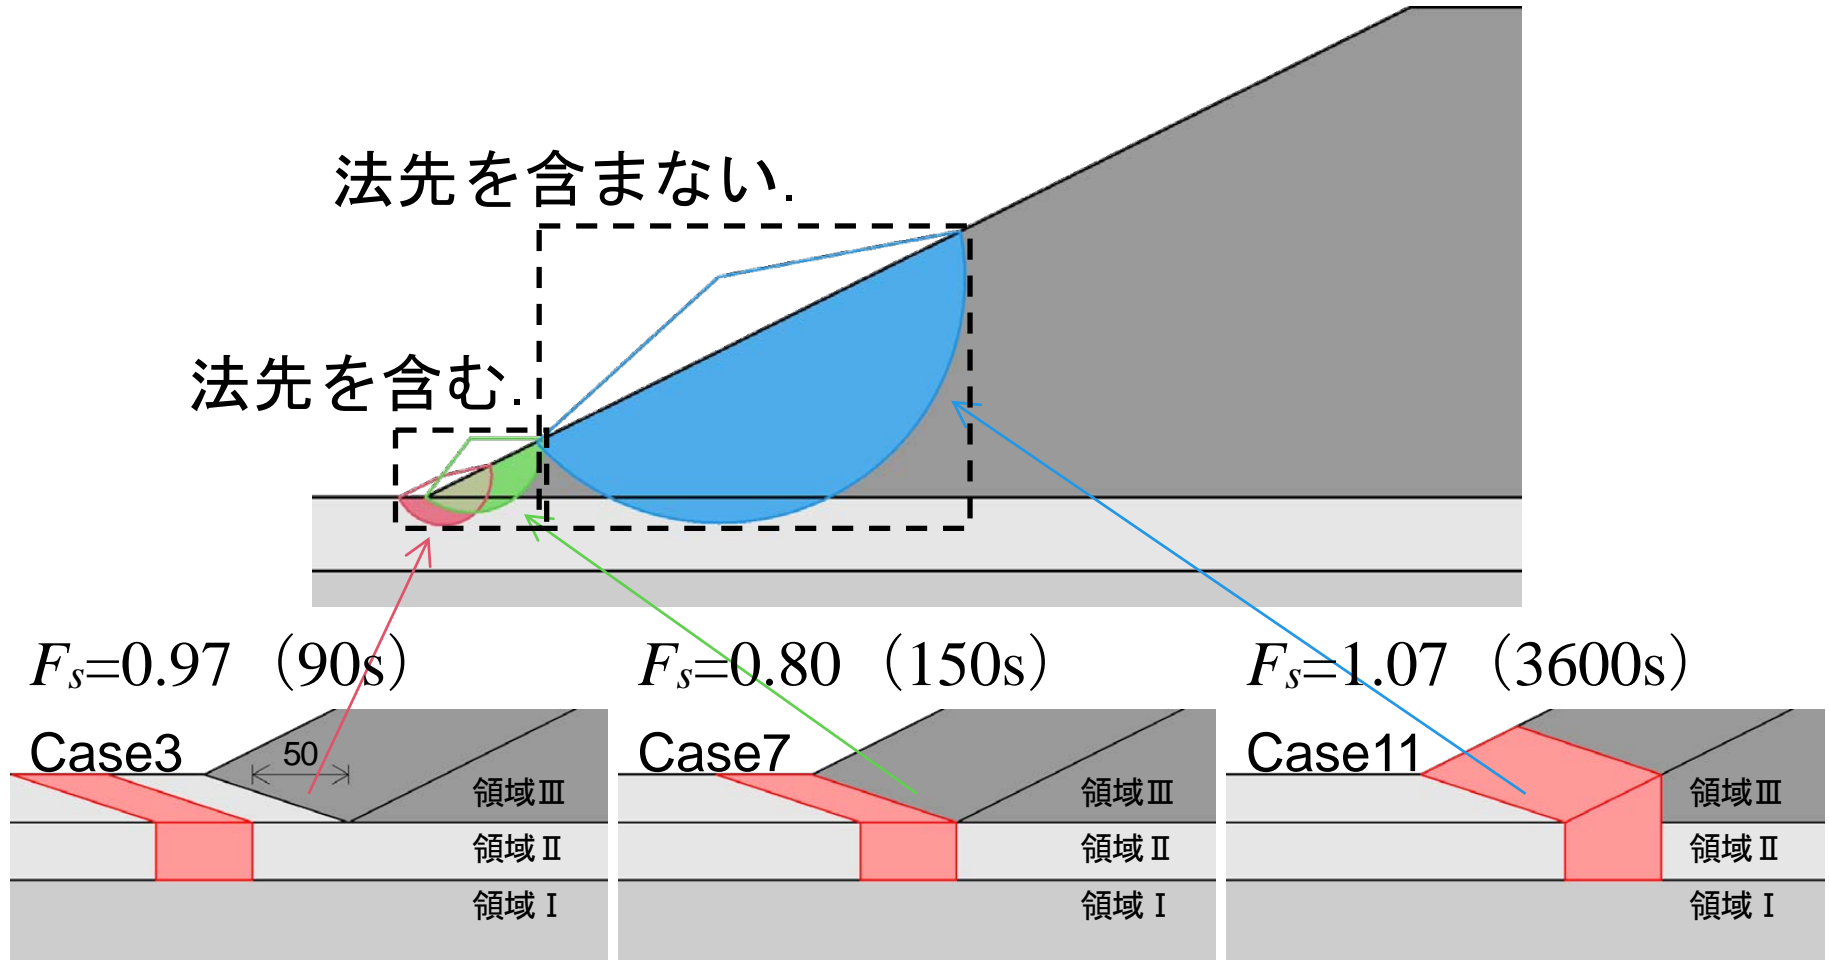 法先を含まない.
法先を含む.
Fs=0.97（90s）
Fs=0.80（150s）
Fs=1.07（3600s）
Case3
50
領域Ⅲ
領域Ⅱ
領域Ⅰ
Case7
領域Ⅲ
領域Ⅱ
領域Ⅰ
Case11
領域Ⅲ
領域Ⅱ
領域Ⅰ